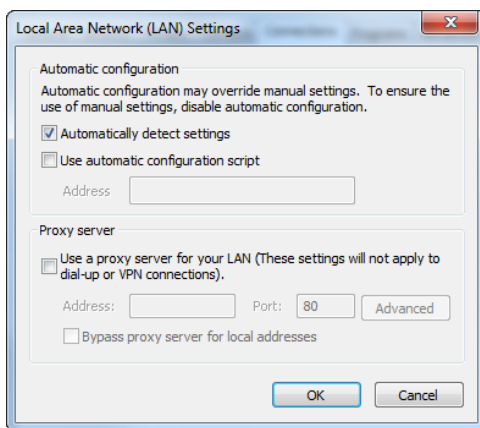 Local Area Network (LAN) Settings
Connections
Programs
Automatic configuration
Automatic configuration may override manual settings. To ensure the
use of manual settings, disable automatic configuration.
Automatically detect settings
Use automatic configuration script
Address
Proxy server
Use a proxy server for your LAN (These settings will not apply to
dial-up or VPN connections).
Address:
Port:
80
Advanced
Bypass proxy server for local addresses
OK
Cancel